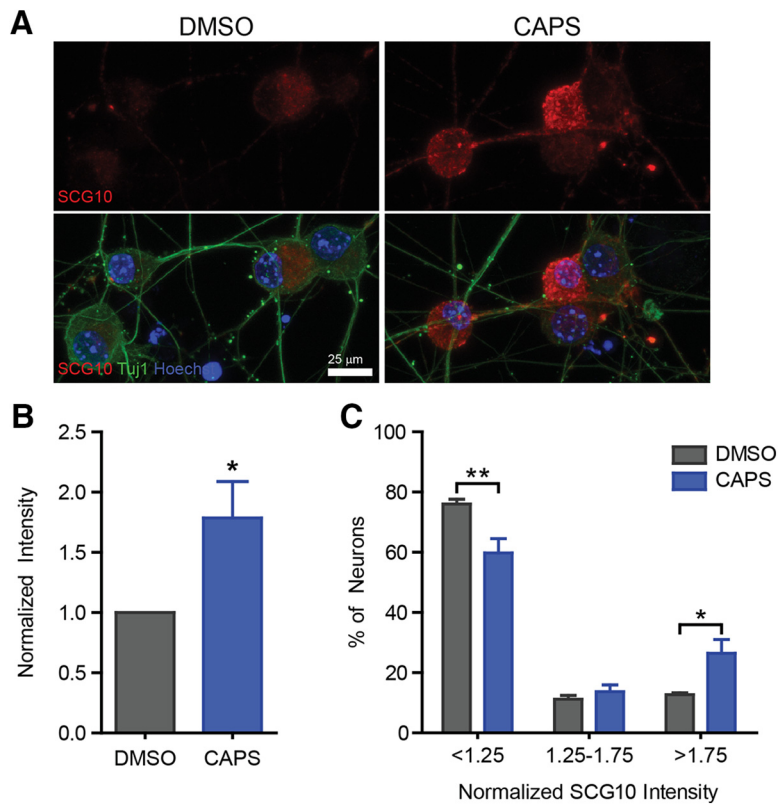 A
DMSO
CAPS
SCG10
SCG10 Tuj1 Hoech
25 μm
B
2.5
2.0
1.5
1.0
0.5
0.0
Normalized Intensity
*
DMSO
CAPS
C
100
80
60
40
20
0
% of Neurons
**
*
DMSO
CAPS
<1.25
1.25-1.75
>1.75
Normalized SCG10 Intensity